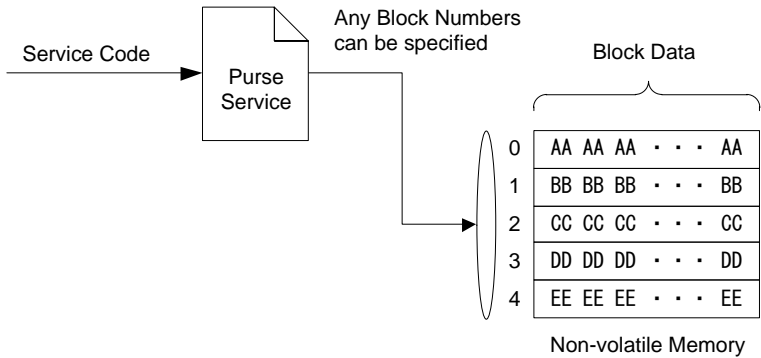 Service Code
Purse
Service
Any Block Numbers
can be specified
Block Data
0 AA AA AA ・ ・ ・ AA
1 BB BB BB ・ ・ ・ BB
2 CC CC CC ・ ・ ・ CC
3 DD DD DD ・ ・ ・ DD
4 EE EE EE ・ ・ ・ EE
Non-volatile Memory